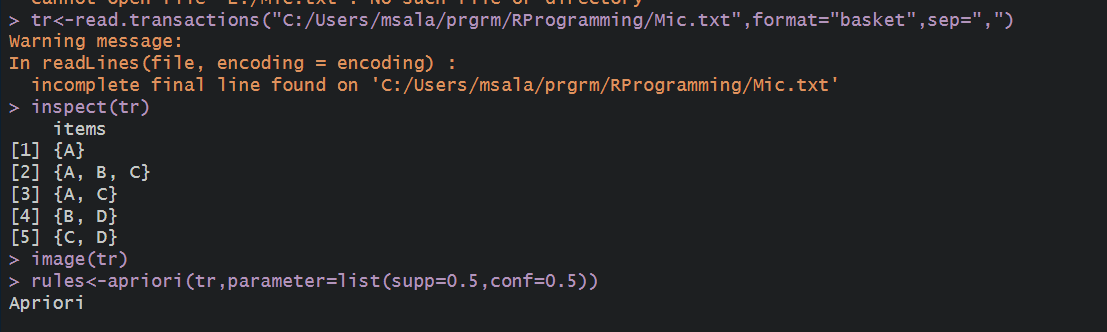 cannot open file 'E:/Mic.txt': No such file or directory
> tr<-read.transactions("C:/Users/msala/prgrm/RProgramming/Mic.txt",format="basket",sep=",")
Warning message:
In readLines(file, encoding = encoding) :
  incomplete final line found on 'C:/Users/msala/prgrm/RProgramming/Mic.txt'
> inspect(tr)
    items
[1] {A}
[2] {A, B, C}
[3] {A, C}
[4] {B, D}
[5] {C, D}
> image(tr)
> rules<-apriori(tr,parameter=list(supp=0.5,conf=0.5))
Apriori